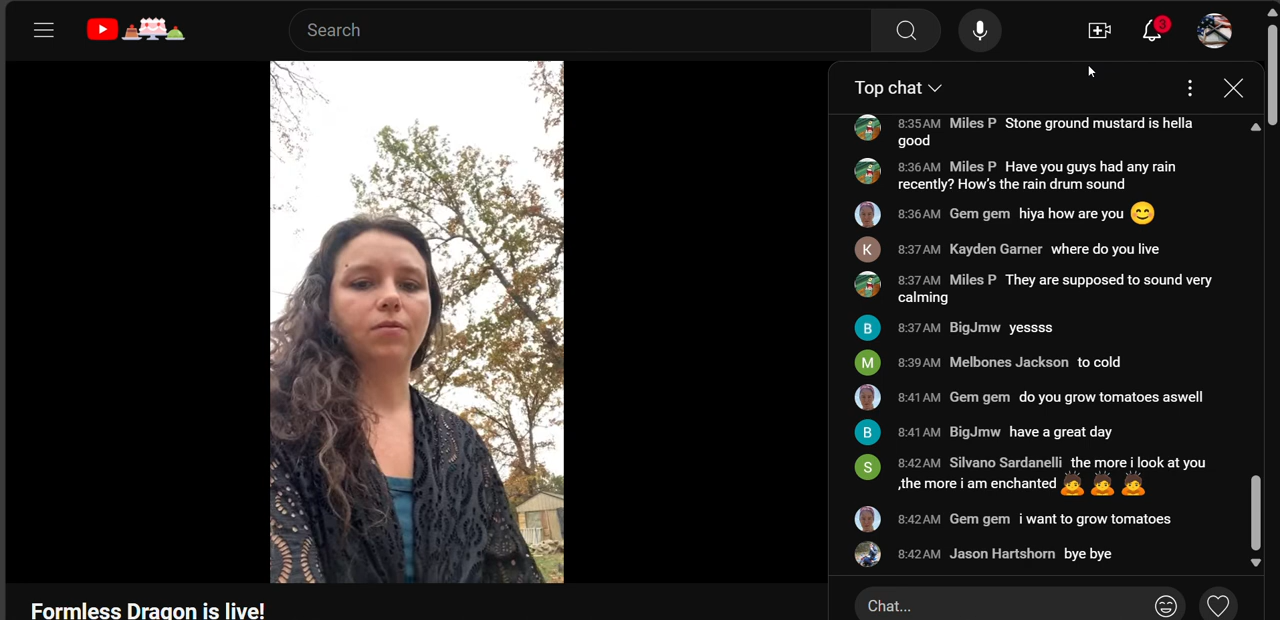 Search
3
Top chat
8:35 AM Miles P Stone ground mustard is hella
good
8:36 AM Miles P Have you guys had any rain
recently? How's the rain drum sound
8:36 AM Gem gem hiya how are you 😊
K 8:37 AM Kayden Garner where do you live
8:37 AM Miles P They are supposed to sound very
calming
B 8:37 AM BigJmw yessss
M 8:39 AM Melbones Jackson to cold
8:41 AM Gem gem do you grow tomatoes aswell
B 8:41 AM BigJmw have a great day
S 8:42 AM Silvano Sardanelli the more i look at you
,the more i am enchanted 🙇 🙇 🙇
8:42 AM Gem gem i want to grow tomatoes
8:42 AM Jason Hartshorn bye bye
Chat...
Formless Dragon is live!